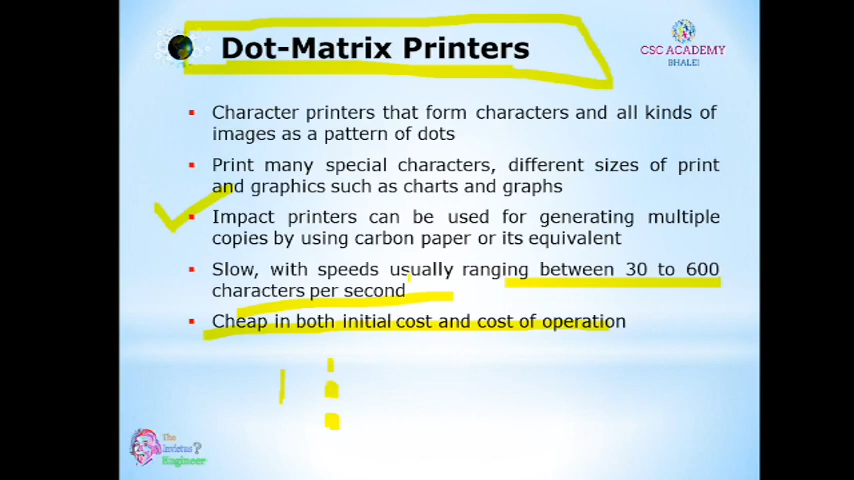 Dot-Matrix Printers
CSC ACADEMY
BHALEI
▪ Character printers that form characters and all kinds of
images as a pattern of dots
▪ Print many special characters, different sizes of print
and graphics such as charts and graphs
▪ Impact printers can be used for generating multiple
copies by using carbon paper or its equivalent
▪ Slow, with speeds usually ranging between 30 to 600
characters per second
▪ Cheap in both initial cost and cost of operation
The
Invictus ?
Engineer